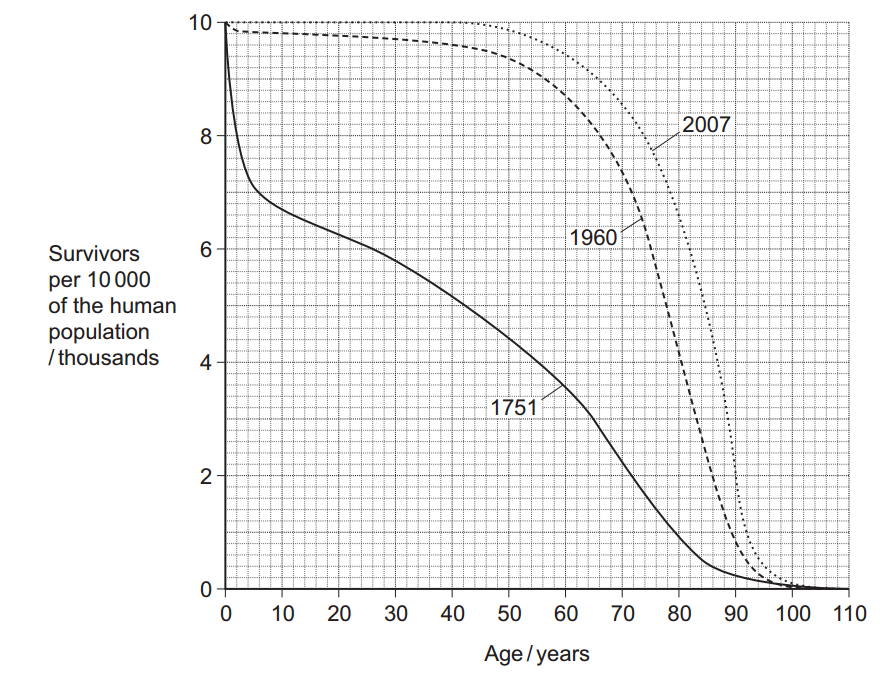 10
8
6
4
2
0
Survivors
per 10 000
of the human
population
/ thousands
2007
1960
1751
0 10 20 30 40 50 60 70 80 90 100 110
Age / years